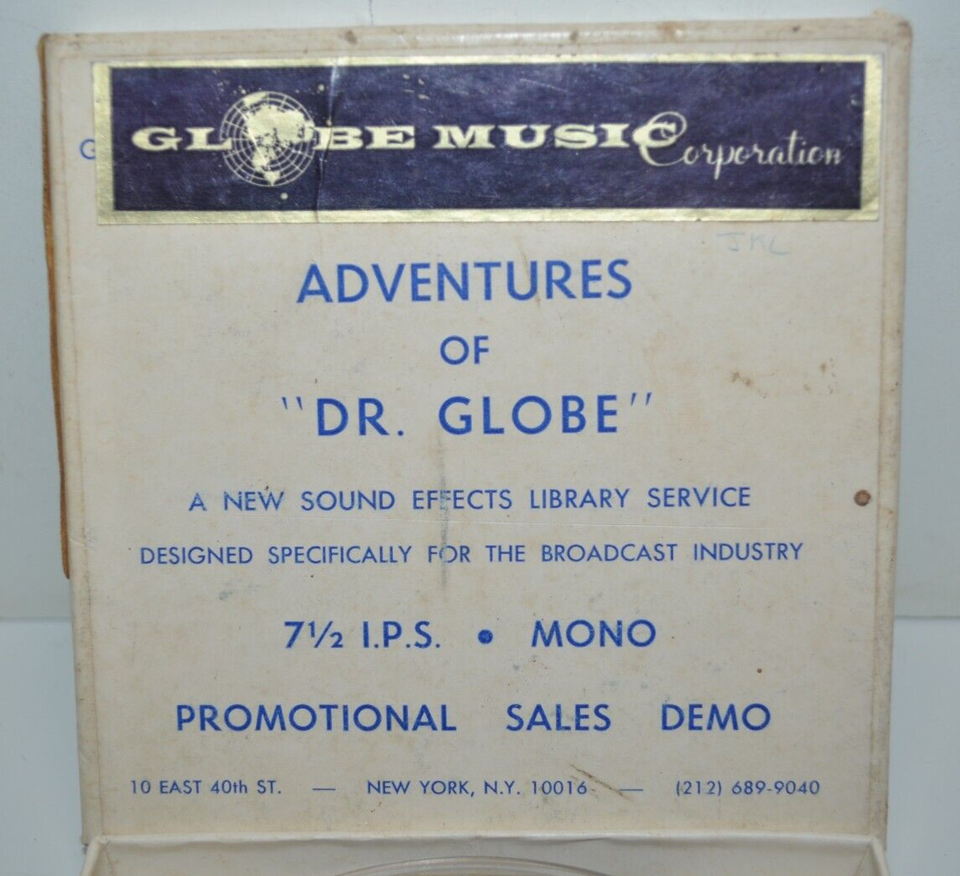 GLOBE MUSIC Corporation
G
JKL
ADVENTURES
OF
"DR. GLOBE"
A NEW SOUND EFFECTS LIBRARY SERVICE
DESIGNED SPECIFICALLY FOR THE BROADCAST INDUSTRY
7½ I.P.S. • MONO
PROMOTIONAL SALES DEMO
10 EAST 40th ST. — NEW YORK, N.Y. 10016 — (212) 689-9040